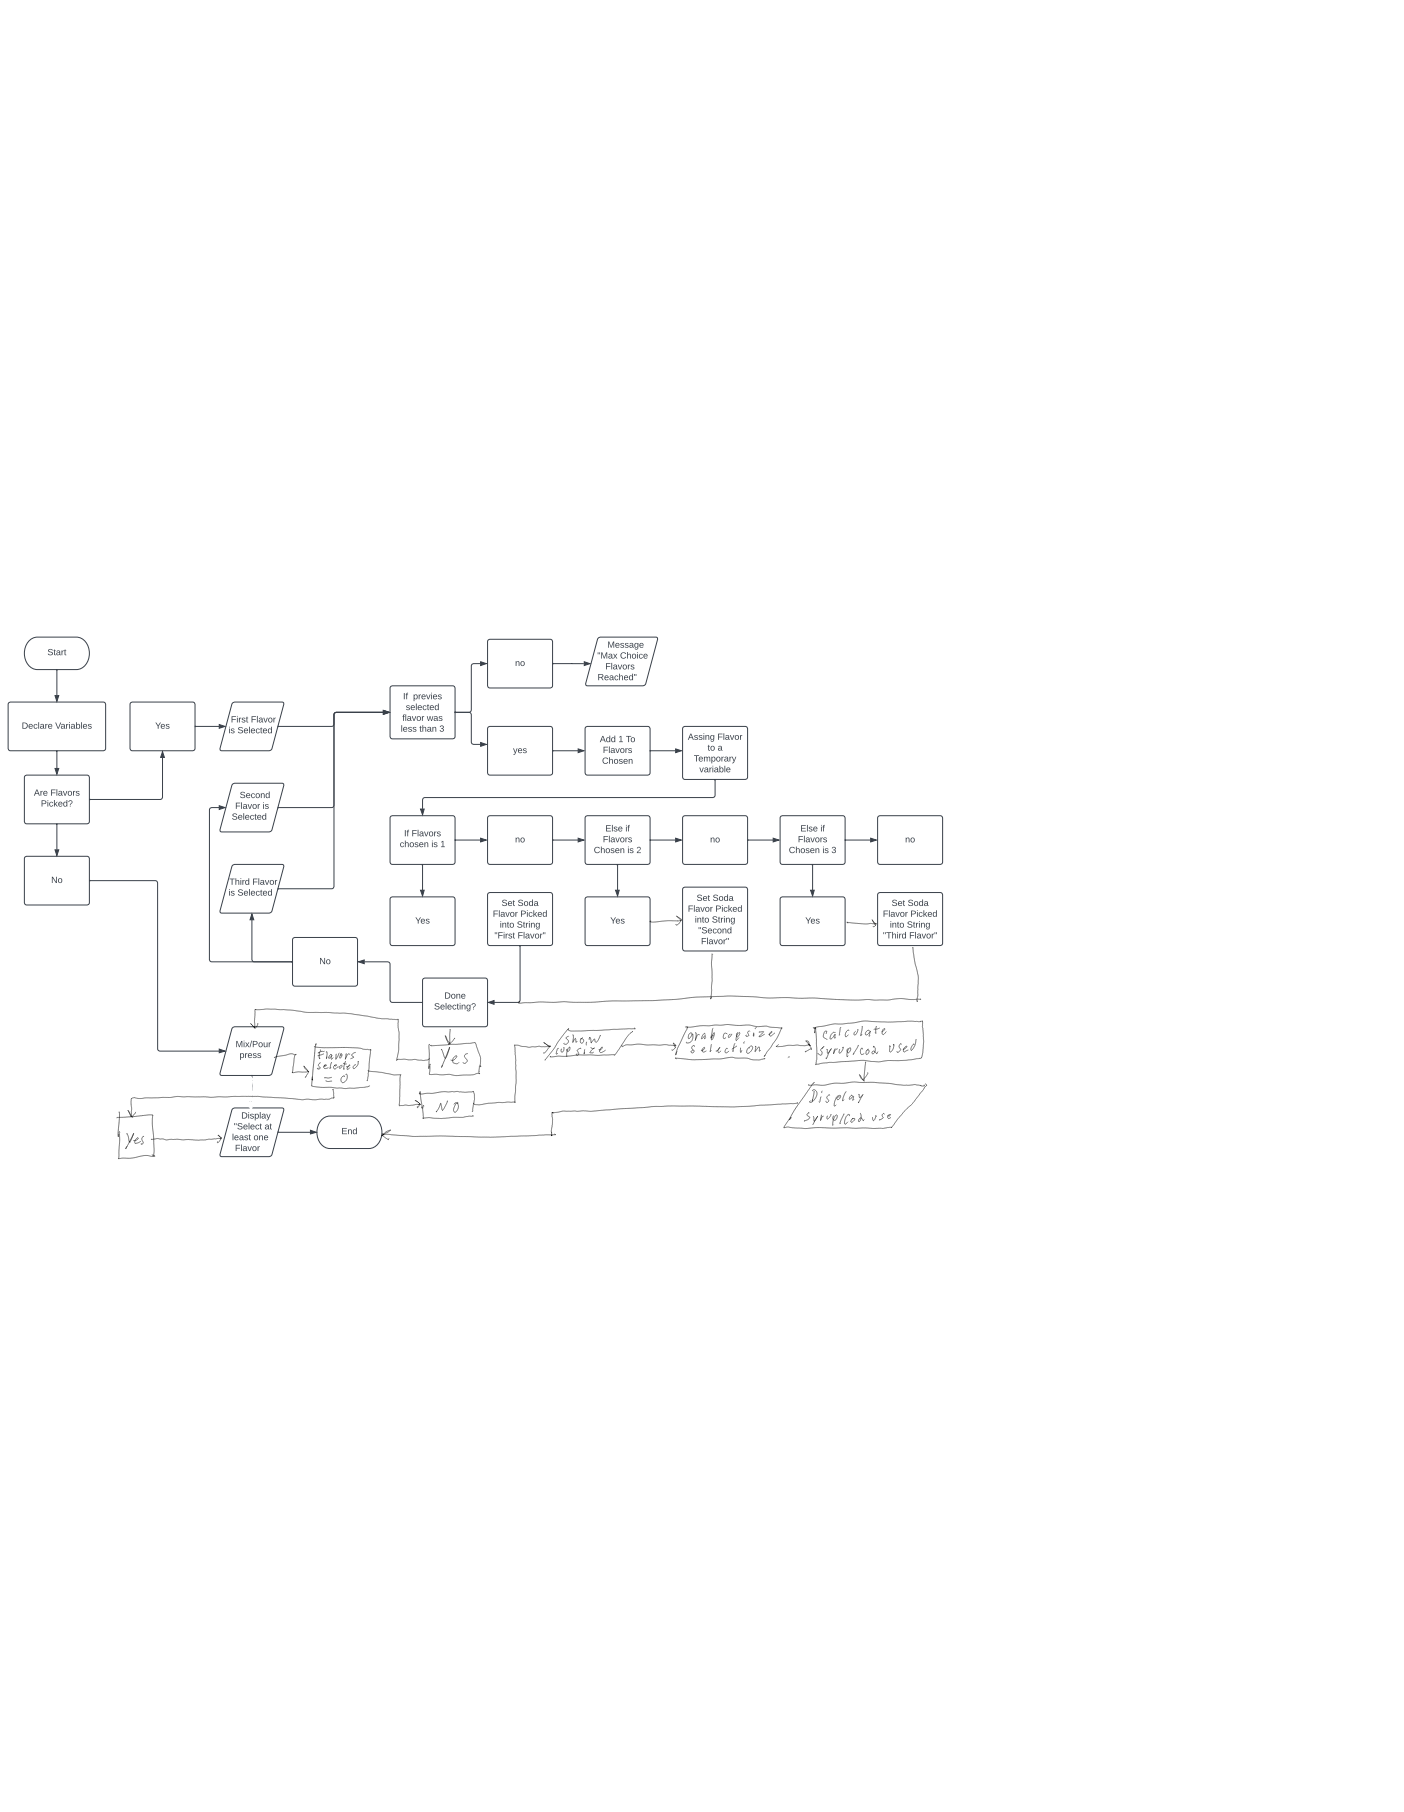 Start
Declare Variables
Are Flavors
Picked?
No
Yes
First Flavor
is Selected
Second
Flavor is
Selected
Third Flavor
is Selected
If previes
selected
flavor was
less than 3
no
Message
"Max Choice
Flavors
Reached"
yes
Add 1 To
Flavors
Chosen
Assing Flavor
to a
Temporary
variable
If Flavors
chosen is 1
no
Else if
Flavors
Chosen is 2
no
Else if
Flavors
Chosen is 3
no
Yes
Set Soda
Flavor Picked
into String
"First Flavor"
Yes
Set Soda
Flavor Picked
into String
"Second
Flavor"
Yes
Set Soda
Flavor Picked
into String
"Third Flavor"
No
Done
Selecting?
Yes
Mix/Pour
press
Flavors
selected
= 0
NO
show
cup size
grab cup size
selection
calculate
syrup/co2 used
Display
syrup/co2 use
Yes
Display
"Select at
least one
Flavor
End